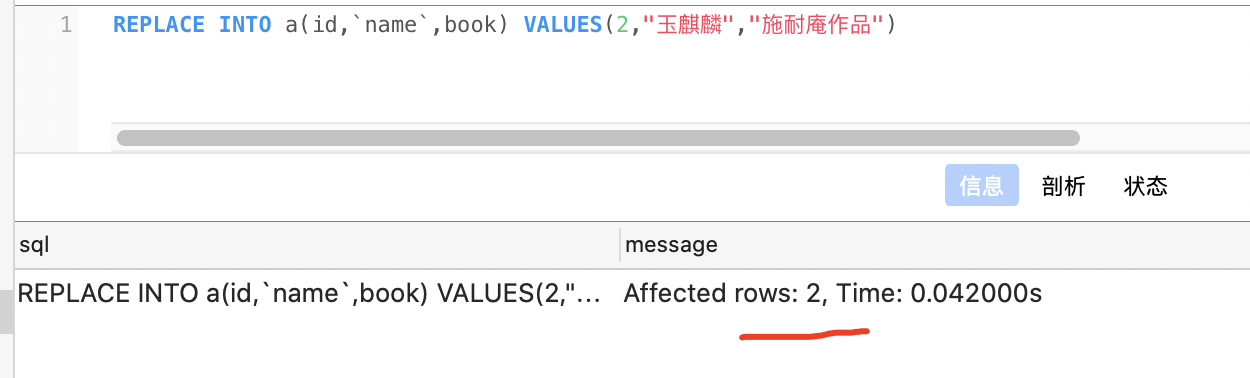 1 REPLACE INTO a(id,`name`,book) VALUES(2,"玉麒麟","施耐庵作品")
信息 剖析 状态
sql message
REPLACE INTO a(id,`name`,book) VALUES(2,"... Affected rows: 2, Time: 0.042000s